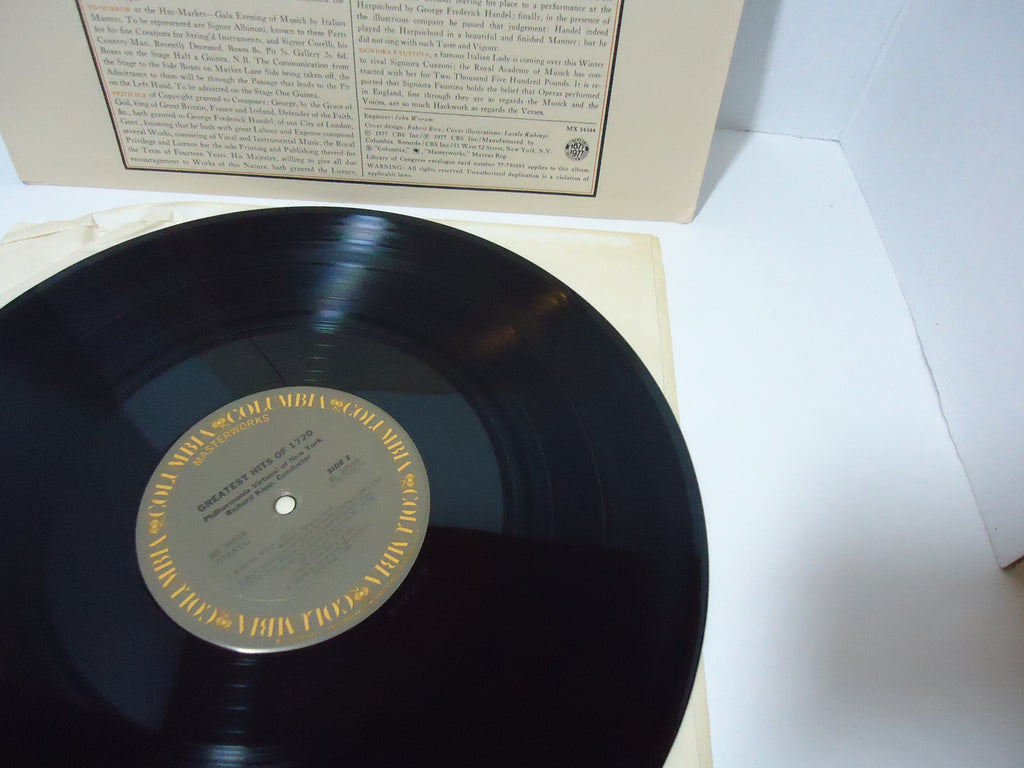 TO-MORROW at the Hay-Market—Gala Evening of Musick by Italian
Masters. To be represented are Signor Albinoni, known to these Parts
for his fine Creations for String'd Instruments, and Signor Corelli, his
Country-Man, Recently Deceased. Boxes 8s. Pit 5s. Gallery 2s. 6d.
Boxes on the Stage Half a Guinea. N.B. The Communication from
the Stage to the Side Boxes on Market-Lane Side being taken off, the
Admittance to them will be through the Passage that leads to the Pit
on the Left Hand. To be admitted on the Stage One Guinea.
PRIVILEGE of Copyright granted to Composer: George, by the Grace of
God, king of Great Britain, France and Ireland, Defender of the Faith,
&c., hath granted to George Frederick Handel, of our City of London,
Gent., knowing that he hath with great Labour and Expense composed
several Works, consisting of Vocal and Instrumental Music, the Royal
Privilege and Licence for the sole Printing and Publishing thereof for
the Term of Fourteen Years. His Majesty, willing to give all due
encouragement to Works of this Nature, hath granted the Licence,
without leaving his place to a performance at the
Harpsichord by George Frederick Handel; finally, in the presence of
the illustrious company he passed that judgement: Handel indeed
played the Harpsichord in a beautiful and finished Manner; but he
did not sing with such Taste and Vigour.
SIGNORA FAUSTINA, a famous Italian Lady is coming over this Winter
to rival Signiora Cuzzoni; the Royal Academy of Musick has con-
tracted with her for Two Thousand Five Hundred Pounds. It is re-
ported that Signiora Faustina holds the belief that Operas performed
in England, fine through they are as regards the Musick and the
Voices, are so much Hackwork as regards the Verses.
Engineer: John Woram
MX 34544
Cover design: Robert Biro / Cover illustrations: Laszlo Kubinyi
© 1977 CBS Inc./℗ 1977 CBS Inc./Manufactured by
Columbia Records/CBS Inc./51 West 52 Street, New York, N.Y.
® "Columbia," "Masterworks," Marcas Reg.
Library of Congress catalogue card number 77-750395 applies to this album.
WARNING: All rights reserved. Unauthorized duplication is a violation of
applicable laws.
1877
1977
COLUMBIA COLUMBIA COLUMBIA COLUMBIA COLUMBIA COLUMBIA
MASTERWORKS
GREATEST HITS OF 1720
Philharmonia Virtuosi of New York
Richard Kapp, Conductor
SIDE 2
STEREO